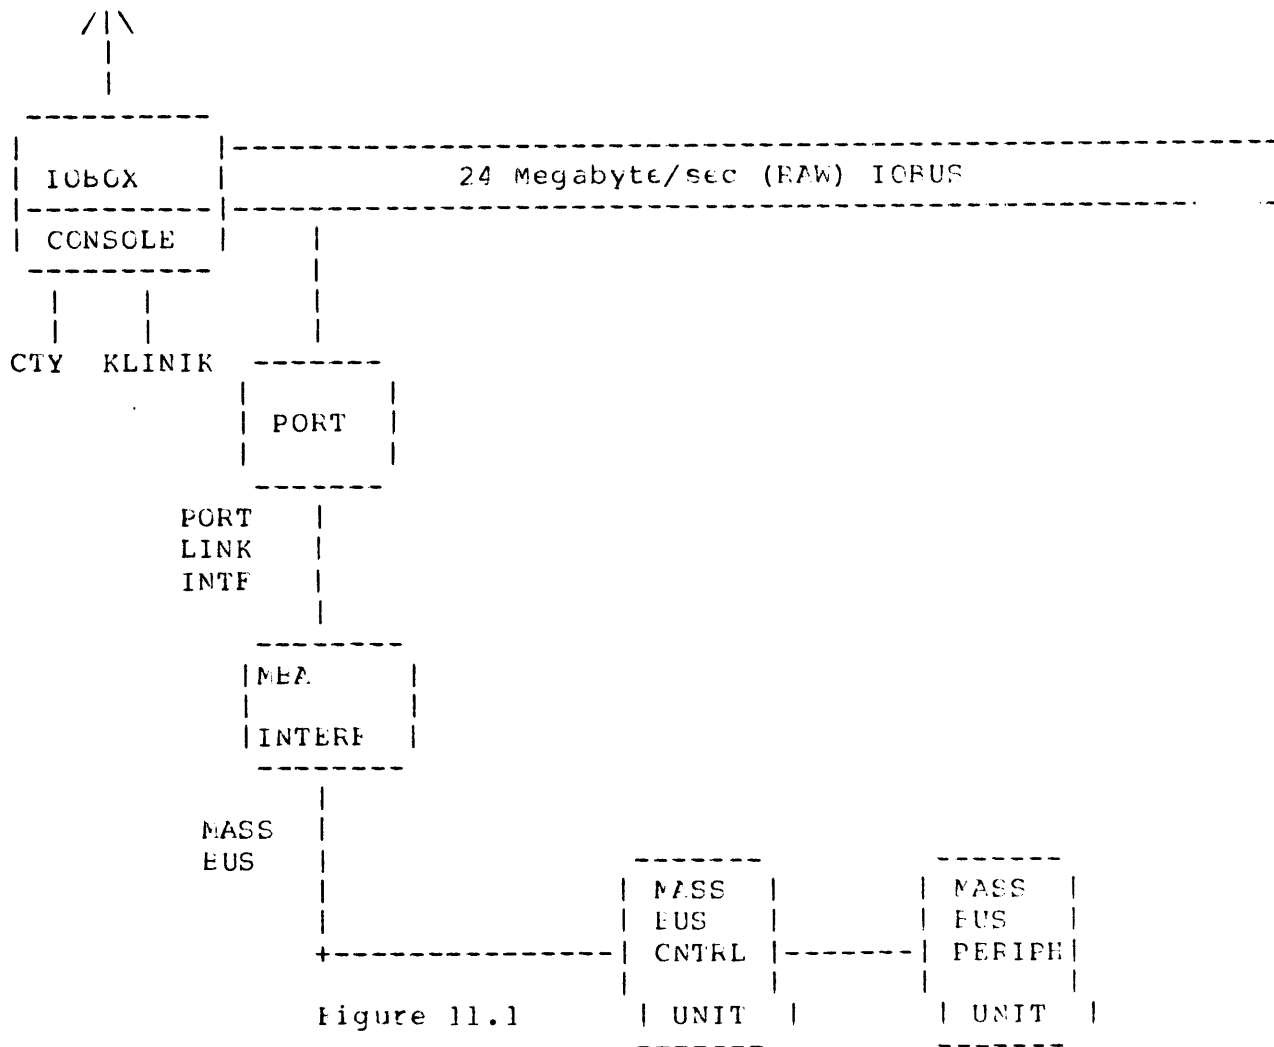 IOBOX
24 Megabyte/sec (RAW) IOBUS
CONSOLE
CTY KLINIK
PORT
PORT
LINK
INTF
MBA
INTERF
MASS
BUS
MASS
BUS
CNTRL
UNIT
MASS
BUS
PERIPH
UNIT
Figure 11.1